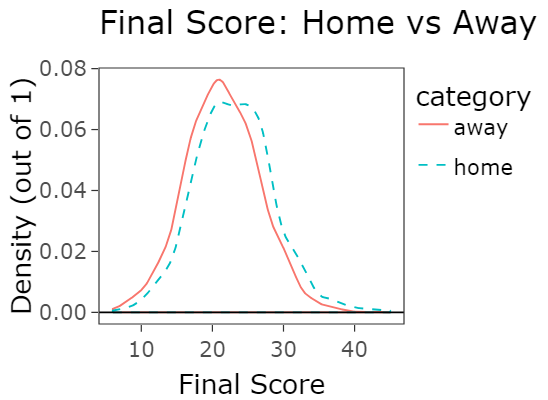 Final Score: Home vs Away
Density (out of 1)
0.08
0.06
0.04
0.02
0.00
10 20 30 40
Final Score
category
away
home